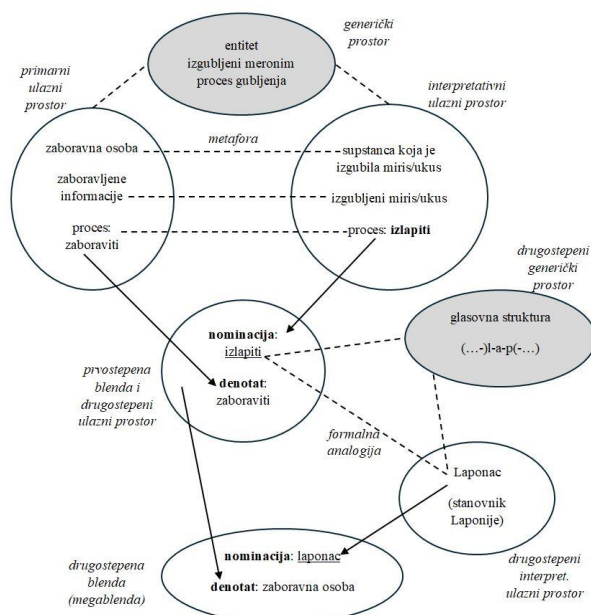 generički
prostor
entitet
izgubljeni meronim
proces gubljenja
primarni
ulazni
prostor
interpretativni
ulazni prostor
metafora
zaboravna osoba
supstanca koja je
izgubila miris/ukus
zaboravljene
informacije
izgubljeni miris/ukus
proces:
zaboraviti
proces: izlapiti
drugostepeni
generički
prostor
glasovna struktura
(…-)l-a-p(-…)
nominacija:
izlapiti
denotat:
zaboraviti
prvostepena
blenda i
drugostepeni
ulazni prostor
formalna
analogija
Laponac
(stanovnik
Laponije)
drugostepeni
interpret.
ulazni prostor
nominacija: laponac
denotat: zaboravna osoba
drugostepena
blenda
(megablenda)